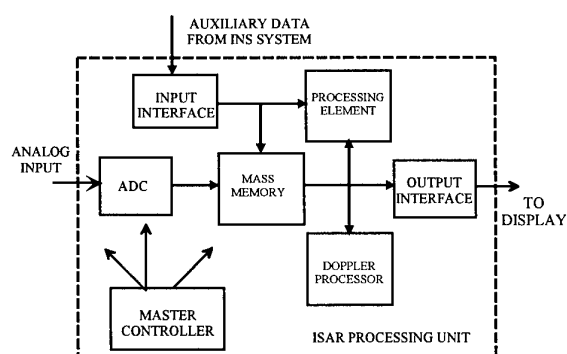 AUXILIARY DATA
FROM INS SYSTEM
INPUT
INTERFACE
PROCESSING
ELEMENT
ANALOG
INPUT
ADC
MASS
MEMORY
OUTPUT
INTERFACE
TO
DISPLAY
DOPPLER
PROCESSOR
MASTER
CONTROLLER
ISAR PROCESSING UNIT